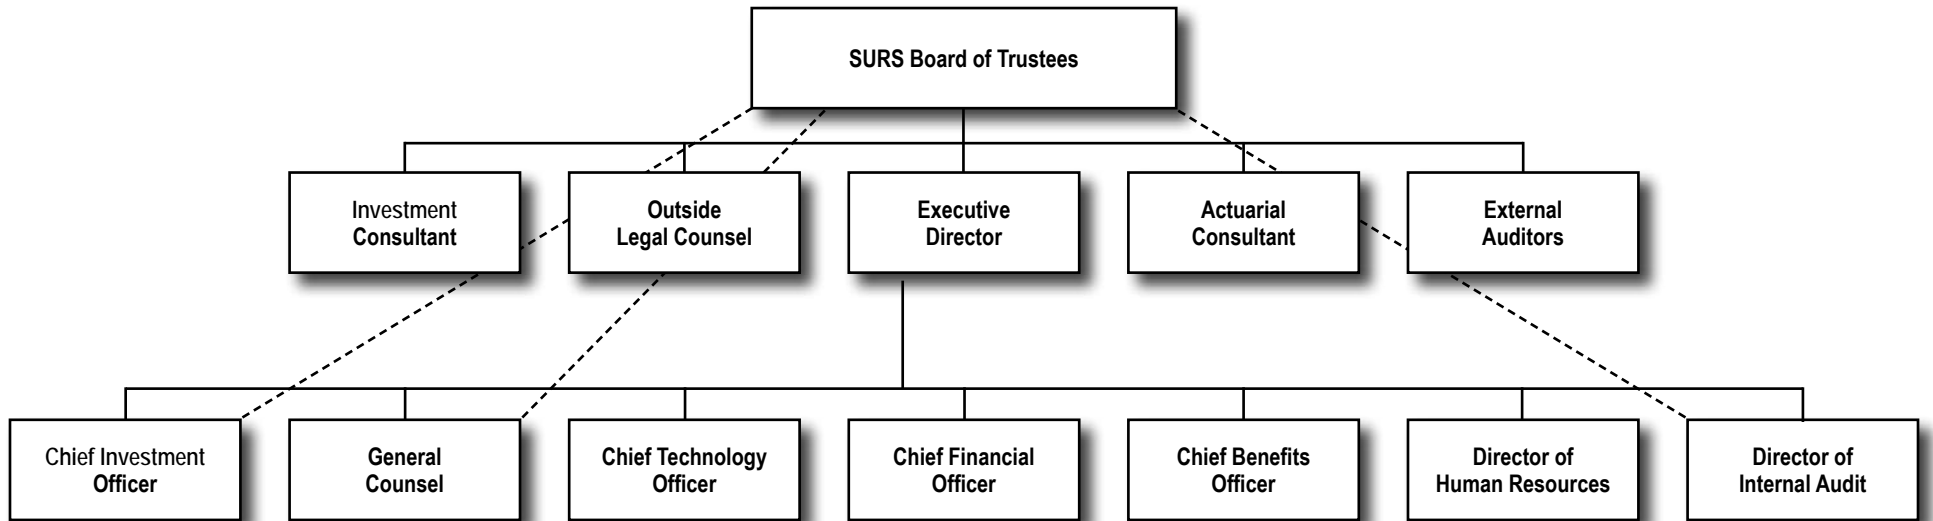 SURS Board of Trustees
Investment
Consultant
Outside
Legal Counsel
Executive
Director
Actuarial
Consultant
External
Auditors
Chief Investment
Officer
General
Counsel
Chief Technology
Officer
Chief Financial
Officer
Chief Benefits
Officer
Director of
Human Resources
Director of
Internal Audit